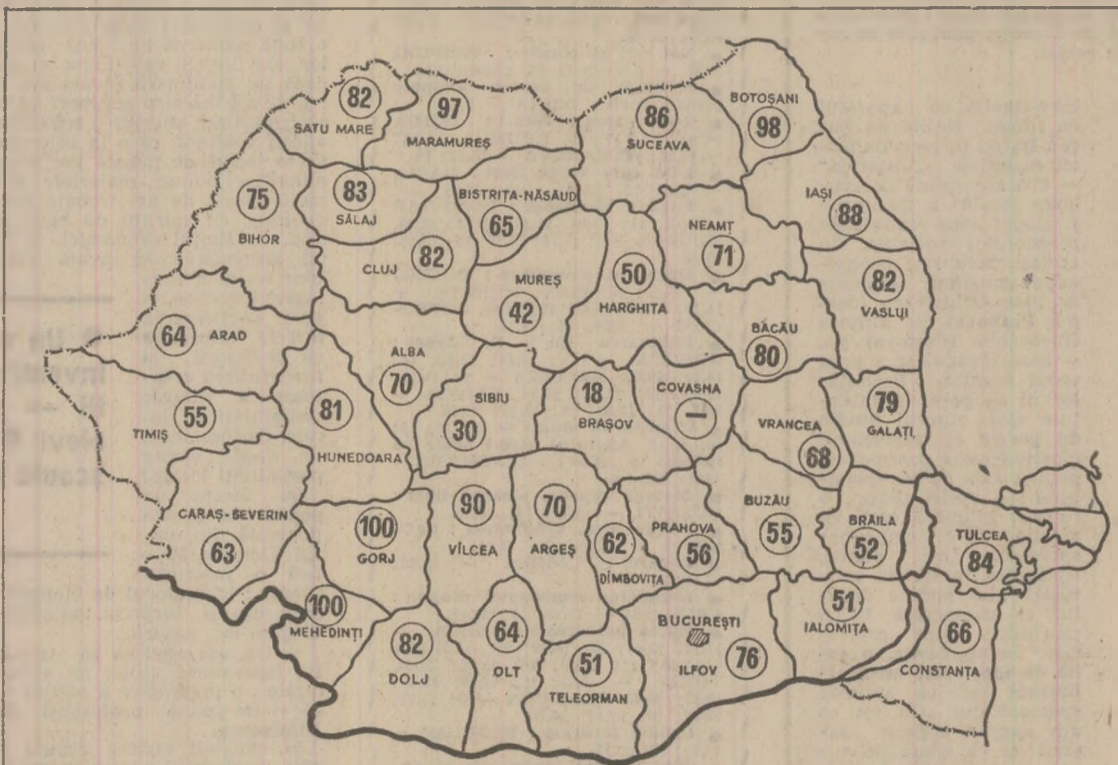 82
SATU MARE
97
MARAMUREȘ
86
SUCEAVA
BOTOȘANI
98
75
BIHOR
83
SĂLAJ
BISTRIȚA-NĂSĂUD
65
CLUJ
82
NEAMȚ
71
IAȘI
88
MUREȘ
42
50
HARGHITA
82
VASLUI
64
ARAD
ALBA
70
BACĂU
80
TIMIȘ
55
81
HUNEDOARA
SIBIU
30
18
BRAȘOV
COVASNA
—
VRANCEA
68
79
GALAȚI
CARAȘ-SEVERIN
63
100
GORJ
90
VÎLCEA
70
ARGEȘ
62
DÎMBOVIȚA
PRAHOVA
56
BUZĂU
55
BRĂILA
52
TULCEA
84
100
MEHEDINȚI
82
DOLJ
64
OLT
51
TELEORMAN
BUCUREȘTI
ILFOV
76
51
IALOMIȚA
66
CONSTANȚA